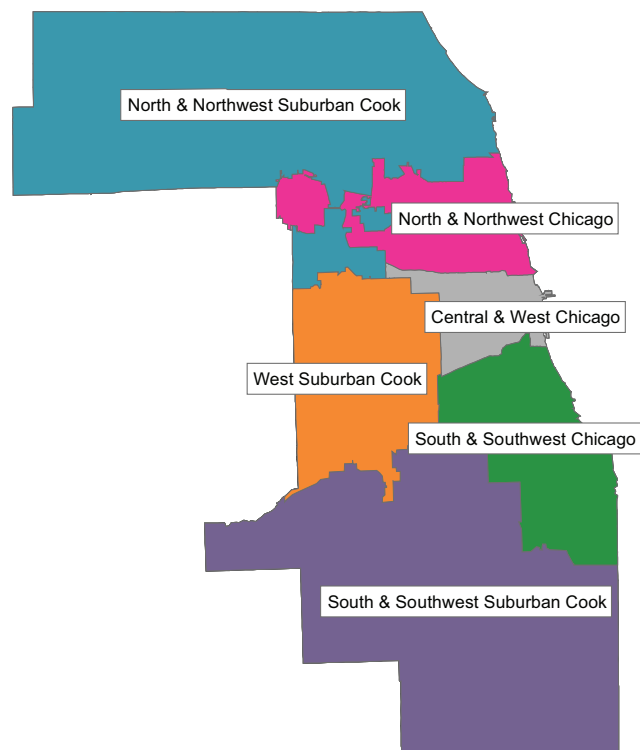 North & Northwest Suburban Cook
North & Northwest Chicago
Central & West Chicago
West Suburban Cook
South & Southwest Chicago
South & Southwest Suburban Cook